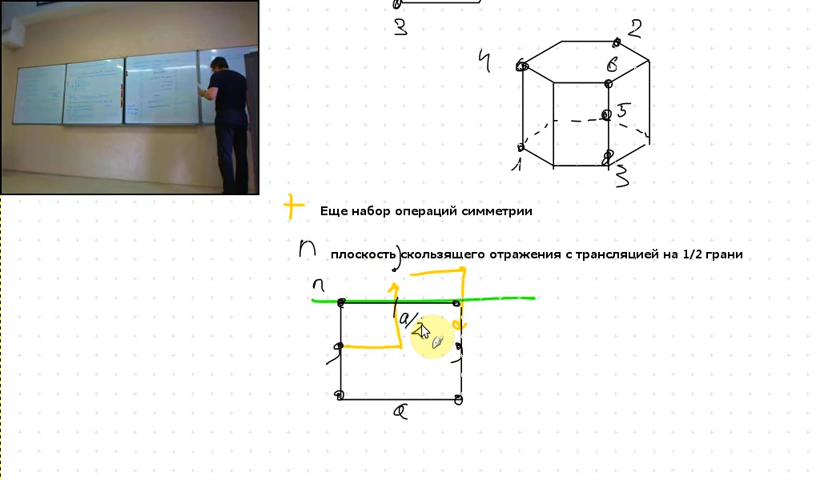 3
2
4
6
5
1
3
+ Еще набор операций симметрии
n плоскость скользящего отражения с трансляцией на 1/2 грани
n
a/2
a